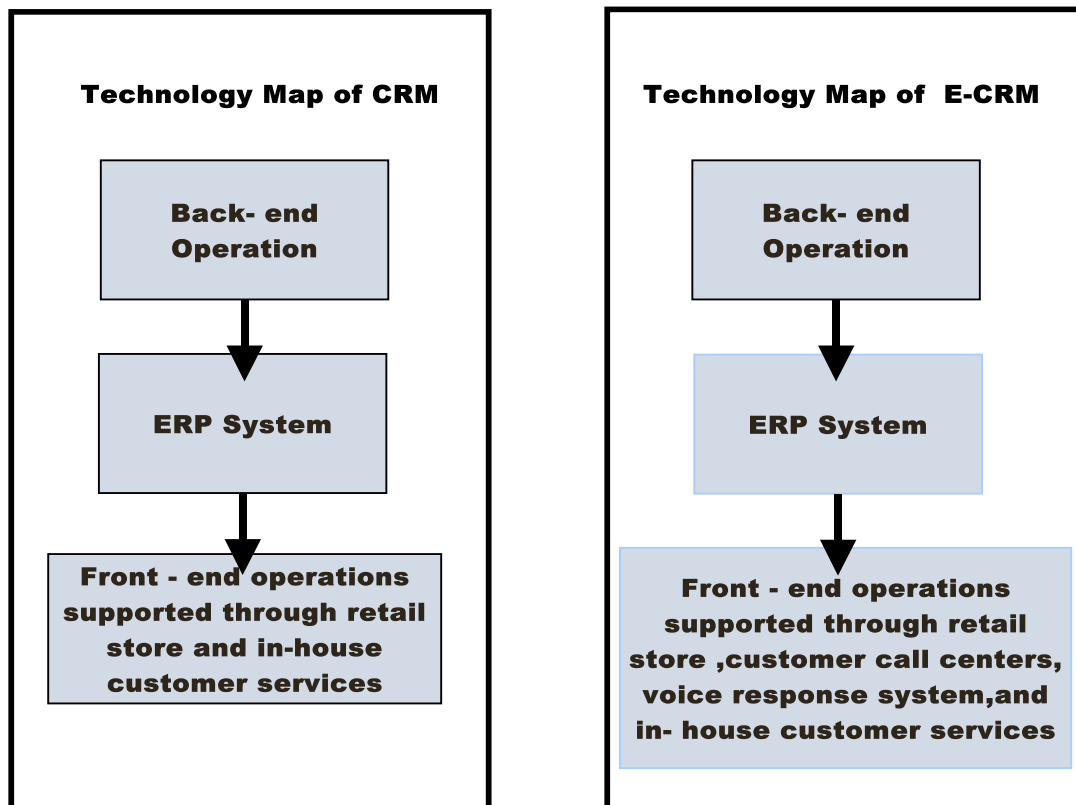 Technology Map of CRM
Back- end
Operation
ERP System
Front - end operations
supported through retail
store and in-house
customer services
Technology Map of  E-CRM
Back- end
Operation
ERP System
Front - end operations
supported through retail
store ,customer call centers,
voice response system,and
in- house customer services